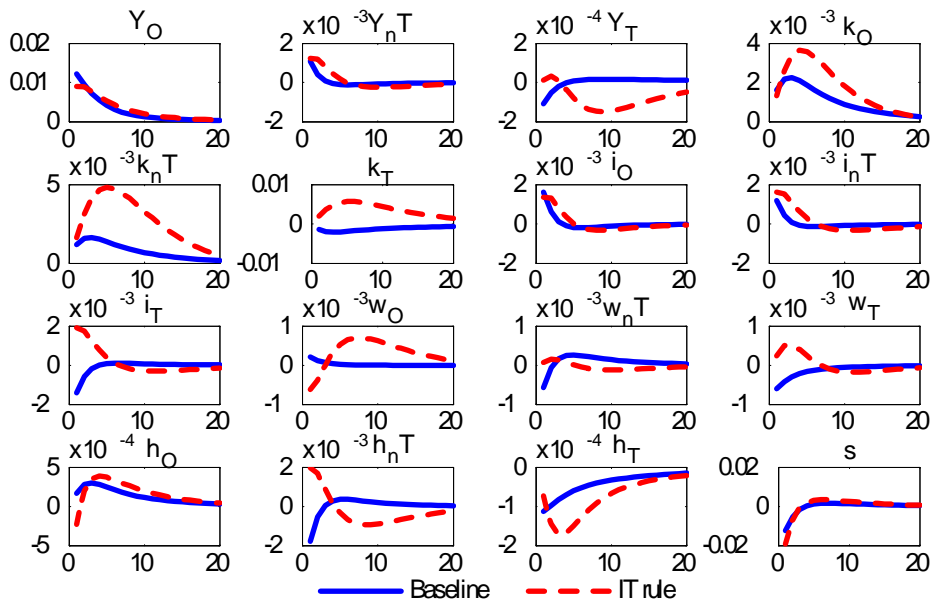 Y_O
0.02
0.01
0
0 10 20
x10^-3 Y_nT
2
0
-2
0 10 20
x10^-4 Y_T
2
0
-2
0 10 20
x10^-3 k_O
4
2
0
0 10 20
x10^-3 k_nT
5
0
0 10 20
k_T
0.01
0
-0.01
0 10 20
x10^-3 i_O
2
0
-2
0 10 20
x10^-3 i_nT
2
0
-2
0 10 20
x10^-3 i_T
2
0
-2
0 10 20
x10^-3 w_O
1
0
-1
0 10 20
x10^-3 w_nT
1
0
-1
0 10 20
x10^-3 w_T
1
0
-1
0 10 20
x10^-4 h_O
5
0
-5
0 10 20
x10^-3 h_nT
2
0
-2
0 10 20
x10^-4 h_T
0
-1
-2
0 10 20
s
0.02
0
-0.02
0 10 20
Baseline IT rule